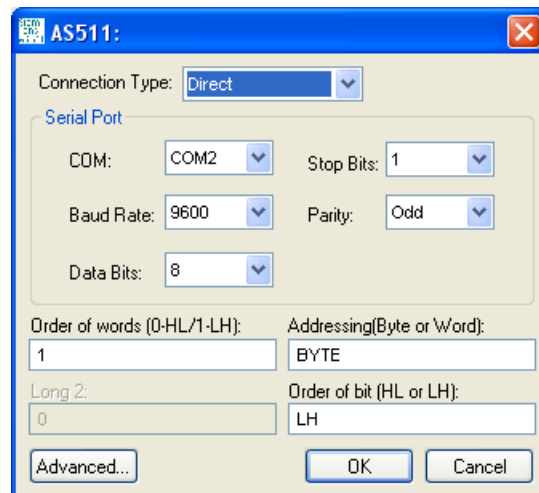 AS511:
Connection Type: Direct
Serial Port
COM: COM2 Stop Bits: 1
Baud Rate: 9600 Parity: Odd
Data Bits: 8
Order of words (0-HL/1-LH): Addressing(Byte or Word):
1 BYTE
Long 2: Order of bit (HL or LH):
0 LH
Advanced... OK Cancel